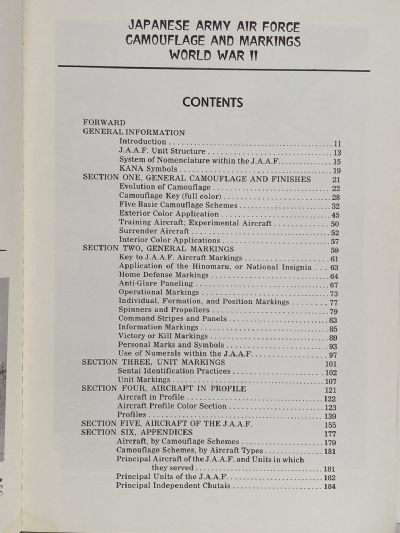 JAPANESE ARMY AIR FORCE
CAMOUFLAGE AND MARKINGS
WORLD WAR II
CONTENTS
FORWARD
GENERAL INFORMATION
Introduction 11
J.A.A.F. Unit Structure 13
System of Nomenclature within the J.A.A.F. 15
KANA Symbols 19
SECTION ONE, GENERAL CAMOUFLAGE AND FINISHES 21
Evolution of Camouflage 22
Camouflage Key (full color) 28
Five Basic Camouflage Schemes 32
Exterior Color Application 45
Training Aircraft; Experimental Aircraft 50
Surrender Aircraft 52
Interior Color Applications 57
SECTION TWO, GENERAL MARKINGS 59
Key to J.A.A.F. Aircraft Markings 61
Application of the Hinomaru, or National Insignia 63
Home Defense Markings 64
Anti-Glare Paneling 67
Operational Markings 73
Individual, Formation, and Position Markings 77
Spinners and Propellers 79
Command Stripes and Panels 83
Information Markings 85
Victory or Kill Markings 89
Personal Marks and Symbols 93
Use of Numerals within the J.A.A.F. 97
SECTION THREE, UNIT MARKINGS 101
Sentai Identification Practices 102
Unit Markings 107
SECTION FOUR, AIRCRAFT IN PROFILE 121
Aircraft in Profile 122
Aircraft Profile Color Section 123
Profiles 139
SECTION FIVE, AIRCRAFT OF THE J.A.A.F. 155
SECTION SIX, APPENDICES 177
Aircraft, by Camouflage Schemes 179
Camouflage Schemes, by Aircraft Types 181
Principal Aircraft of the J.A.A.F. and Units in which
they served 181
Principal Units of the J.A.A.F. 182
Principal Independent Chutais 184